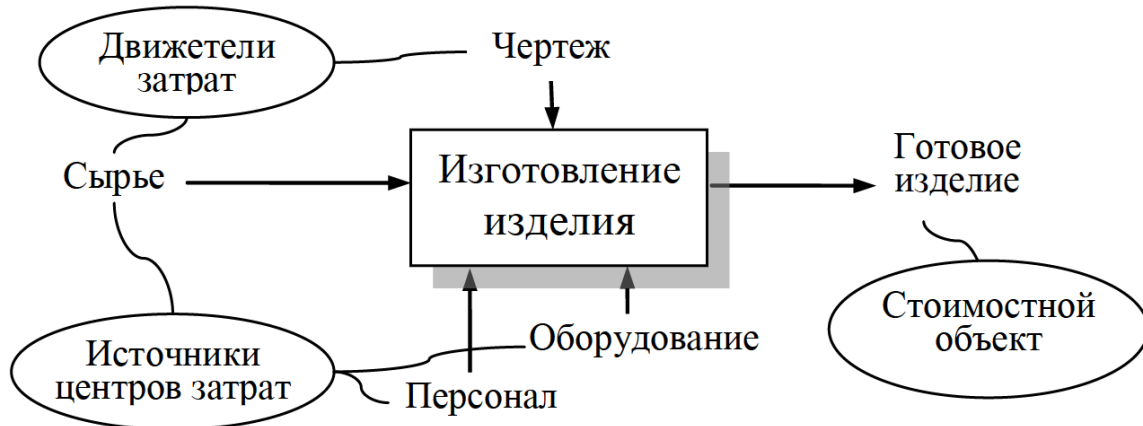 Движетели
затрат
Чертеж
Сырье
Изготовление
изделия
Готовое
изделие
Источники
центров затрат
Оборудование
Персонал
Стоимостной
объект